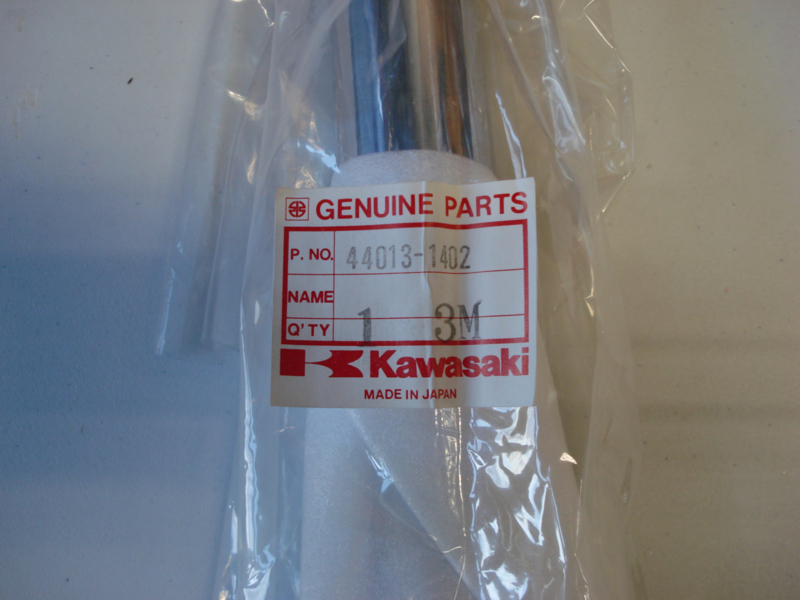 GENUINE PARTS
P. NO. 44013-1402
NAME
Q'TY 1 3M
Kawasaki
MADE IN JAPAN